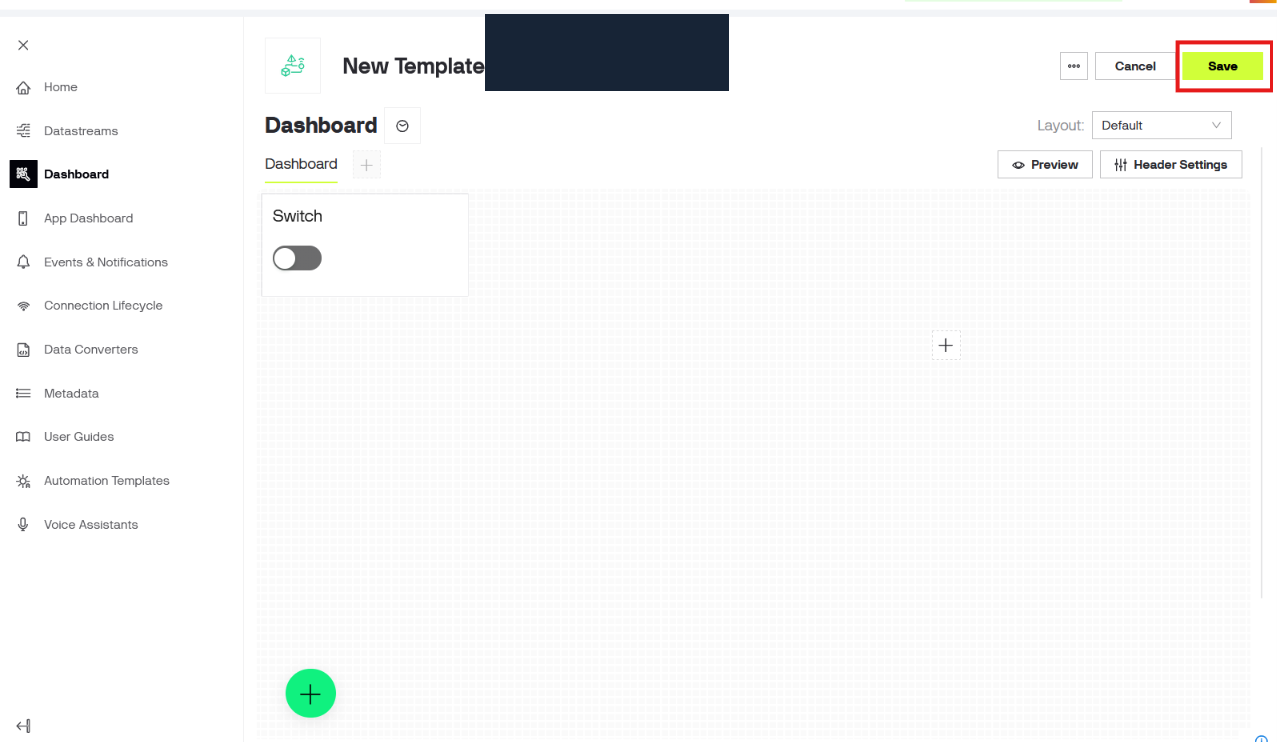 New Template
Cancel
Save
Home
Datastreams
Dashboard
App Dashboard
Events & Notifications
Connection Lifecycle
Data Converters
Metadata
User Guides
Automation Templates
Voice Assistants
Dashboard
Layout:
Default
Dashboard
Preview
Header Settings
Switch